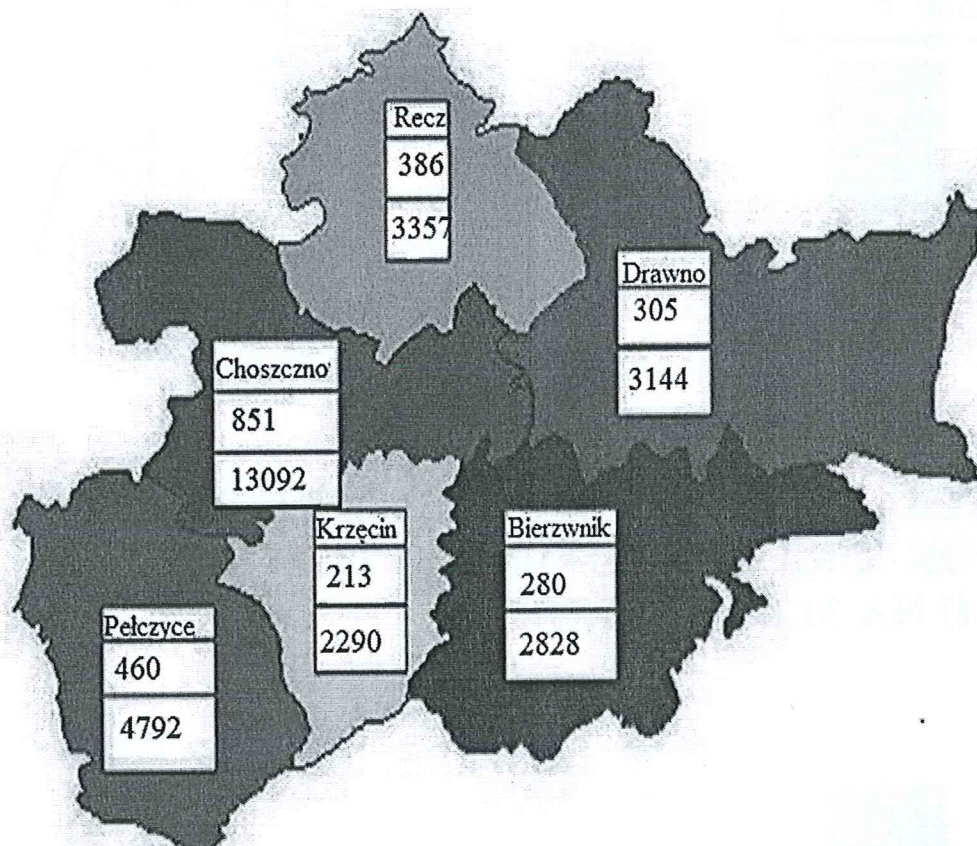 Recz
386
3357
Drawno
305
3144
Choszczno
851
13092
Krzęcin
213
2290
Bierzwnik
280
2828
Pełczyce
460
4792